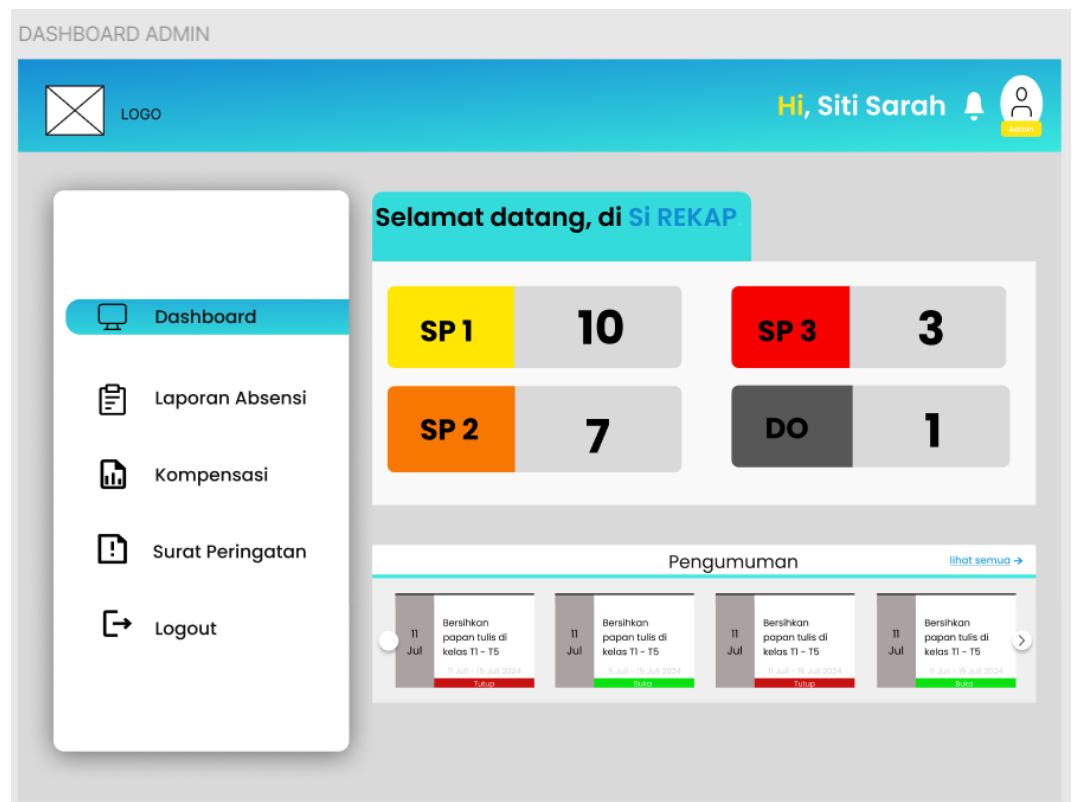 DASHBOARD ADMIN
LOGO
Hi, Siti Sarah
Admin
Dashboard
Laporan Absensi
Kompensasi
Surat Peringatan
Logout
Selamat datang, di Si REKAP.
SP 1
10
SP 3
3
SP 2
7
DO
1
Pengumuman
lihat semua →
11
Jul
Bersihkan
papan tulis di
kelas T1 - T5
11 Juli - 15 Juli 2024
Tutup
11
Jul
Bersihkan
papan tulis di
kelas T1 - T5
11 Juli - 15 Juli 2024
Buka
11
Jul
Bersihkan
papan tulis di
kelas T1 - T5
11 Juli - 15 Juli 2024
Tutup
11
Jul
Bersihkan
papan tulis di
kelas T1 - T5
11 Juli - 15 Juli 2024
Buka